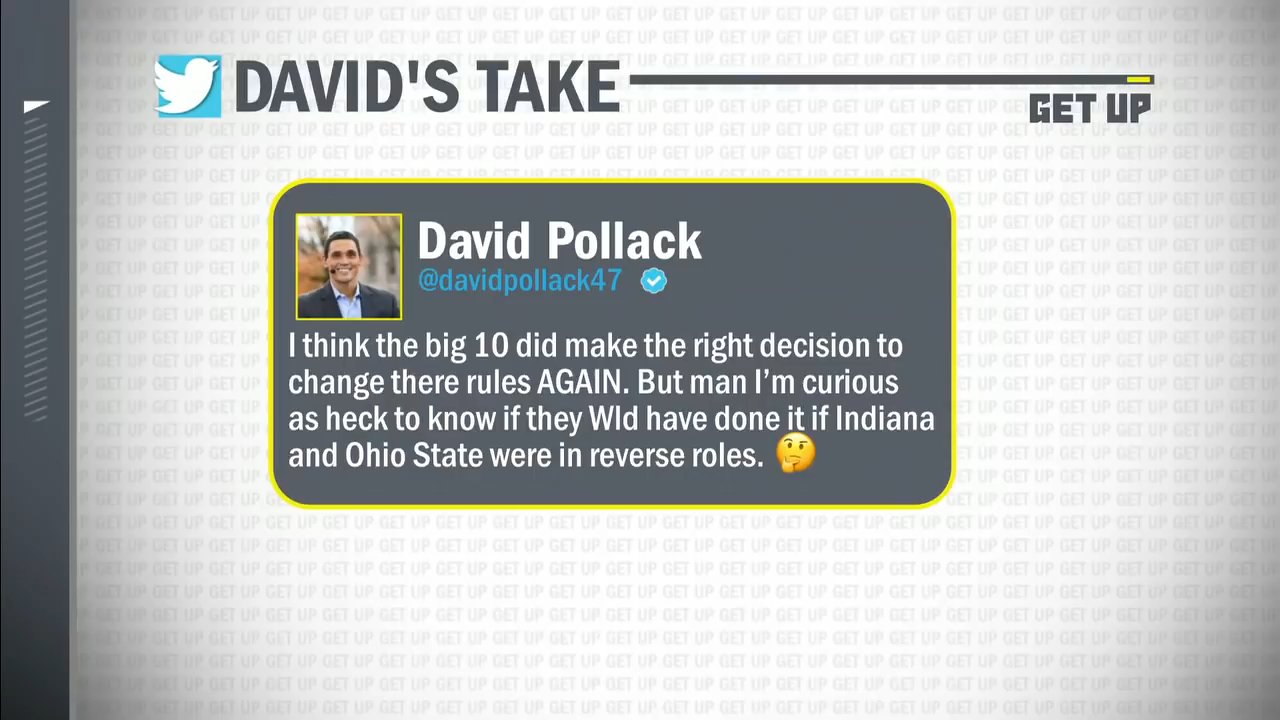 DAVID'S TAKE
GET UP
David Pollack
@davidpollack47
I think the big 10 did make the right decision to
change there rules AGAIN. But man I’m curious
as heck to know if they Wld have done it if Indiana
and Ohio State were in reverse roles. 🤔